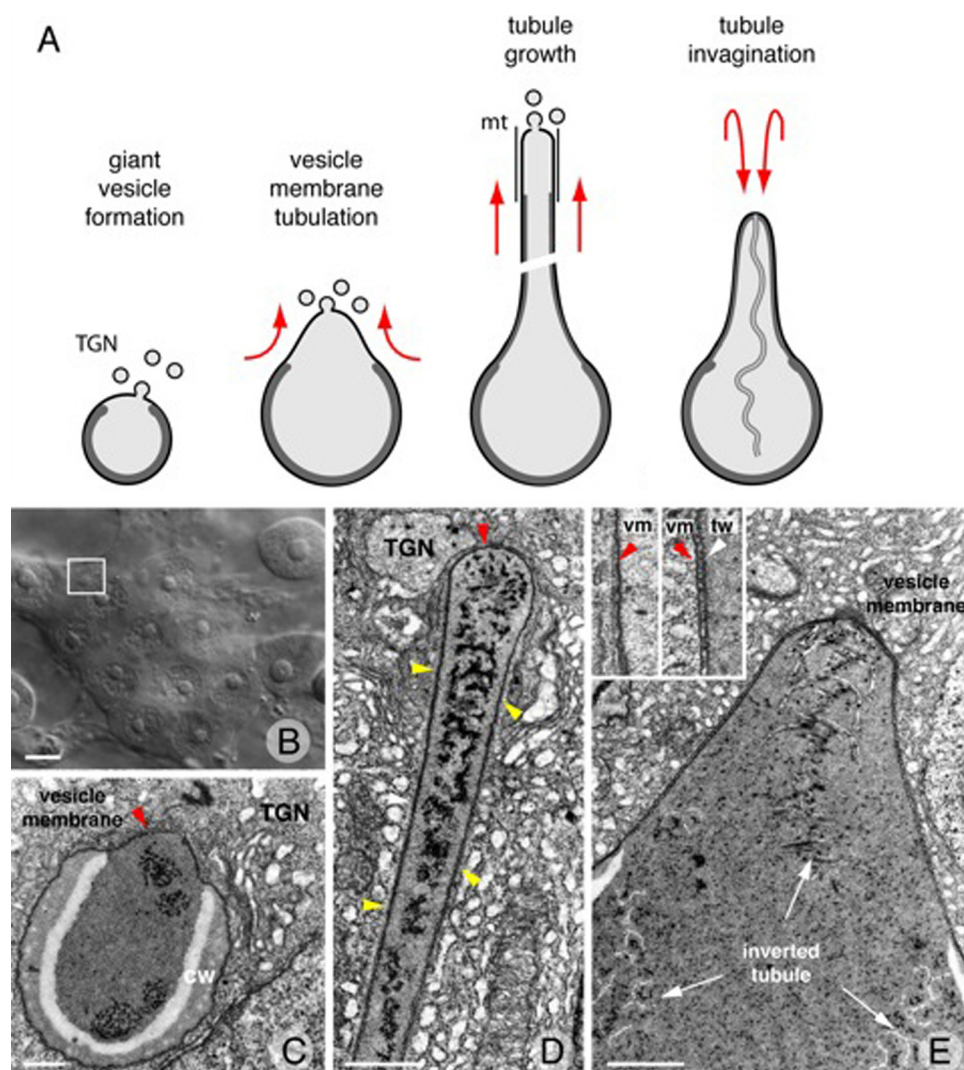 A
giant
vesicle
formation
vesicle
membrane
tubulation
tubule
growth
tubule
invagination
mt
TGN
B
vesicle
membrane
TGN
cw
C
TGN
D
vm
vm
tw
vesicle
membrane
inverted
tubule
E